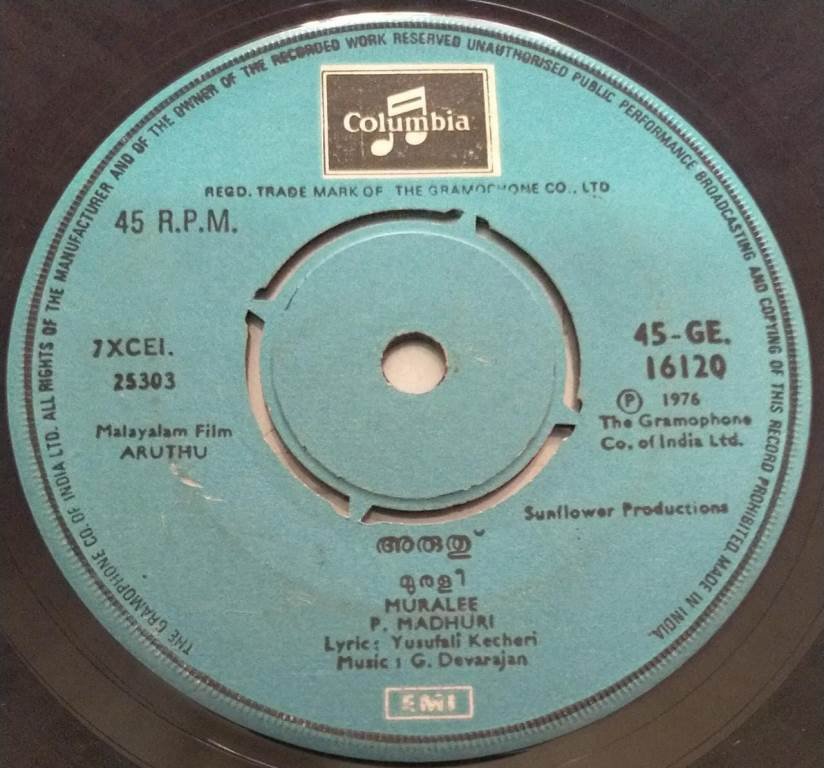 THE GRAMOPHONE CO. OF INDIA LTD. ALL RIGHTS OF THE MANUFACTURER AND OF THE OWNER OF THE RECORDED WORK RESERVED UNAUTHORISED PUBLIC PERFORMANCE BROADCASTING AND COPYING OF THIS RECORD PROHIBITED. MADE IN INDIA.
Columbia
REGD. TRADE MARK OF THE GRAMOPHONE CO., LTD.
45 R.P.M.
7XCEI.
25303
45-GE.
16120
Ⓟ 1976
The Gramophone
Co. of India Ltd.
Malayalam Film
ARUTHU
Sunflower Productions
അരുതു്
മുരളീ
MURALEE
P. MADHURI
Lyric : Yusufali Kecheri
Music : G. Devarajan
EMI